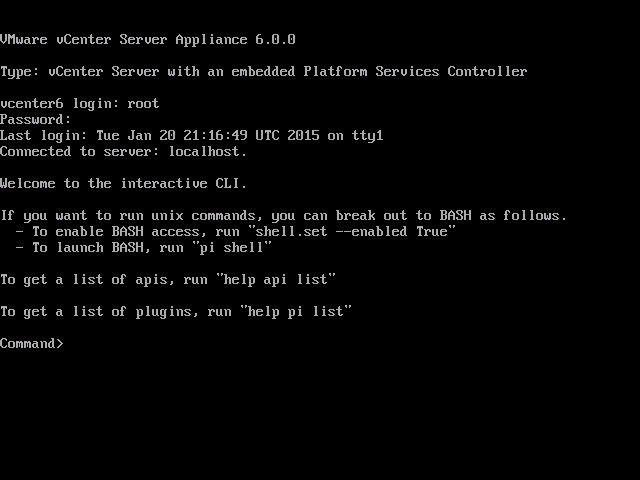 VMware vCenter Server Appliance 6.0.0
Type: vCenter Server with an embedded Platform Services Controller
vcenter6 login: root
Password:
Last login: Tue Jan 20 21:16:49 UTC 2015 on tty1
Connected to server: localhost.
Welcome to the interactive CLI.
If you want to run unix commands, you can break out to BASH as follows.
- To enable BASH access, run "shell.set --enabled True"
- To launch BASH, run "pi shell"
To get a list of apis, run "help api list"
To get a list of plugins, run "help pi list"
Command>